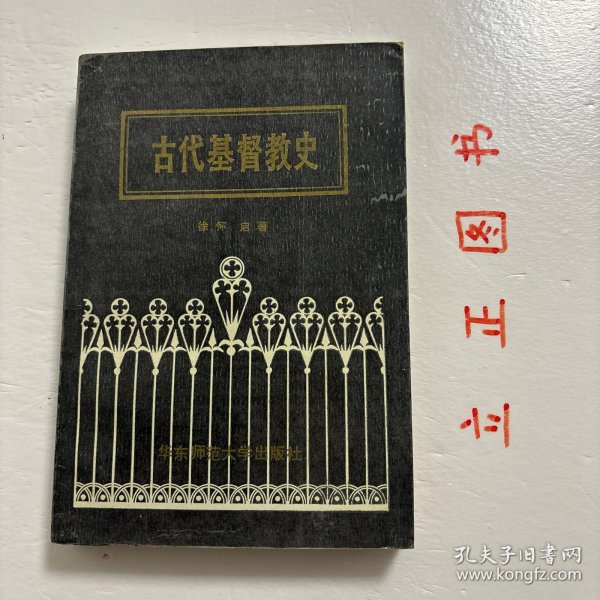 古代基督教史
徐怀启著
华东师范大学出版社
立正图书
孔夫子旧书网
www.kongfz.com